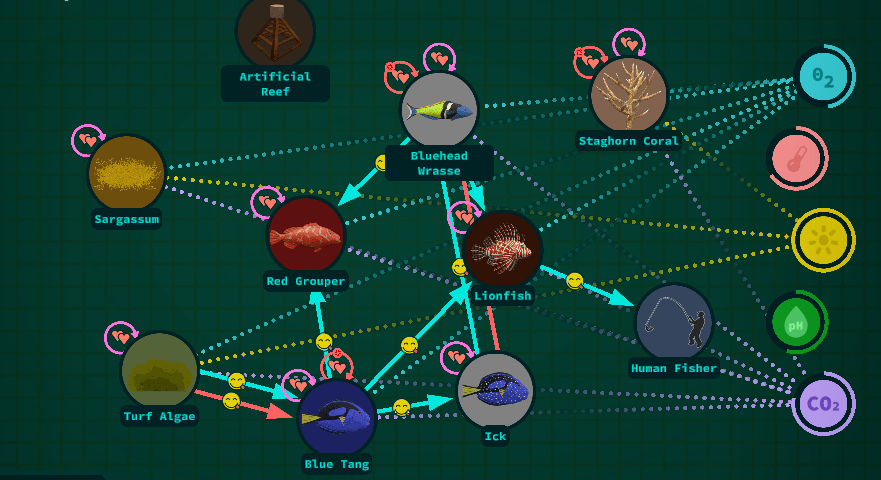 Artificial
Reef
Bluehead
Wrasse
Staghorn Coral
O₂
Sargassum
Red Grouper
Lionfish
pH
Human Fisher
Turf Algae
CO₂
Ick
Blue Tang